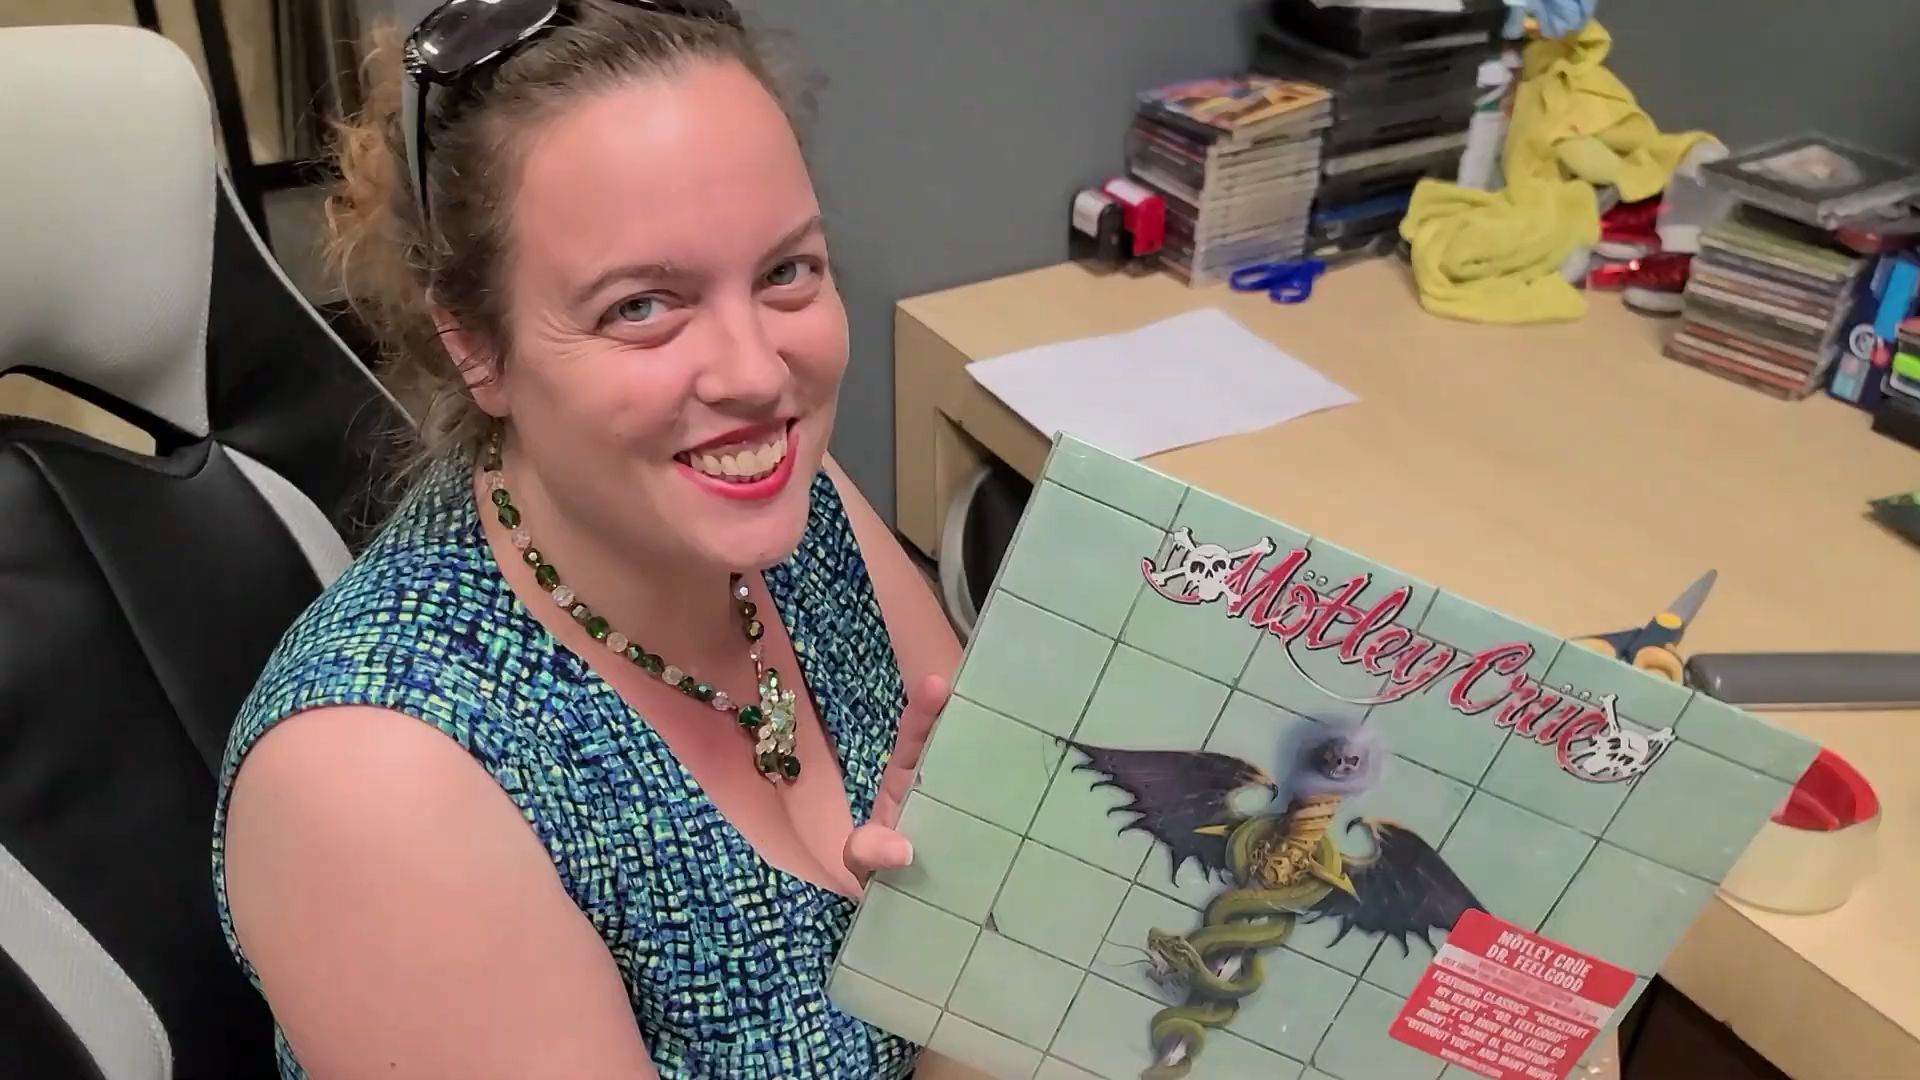 Mötley Crüe
MÖTLEY CRÜE
DR. FEELGOOD
FEATURING CLASSICS "KICKSTART
MY HEART", "DR. FEELGOOD"
"DON'T GO AWAY MAD (JUST GO
AWAY)", "SAME OL SITUATION",
"WITHOUT YOU", AND MANY MORE!